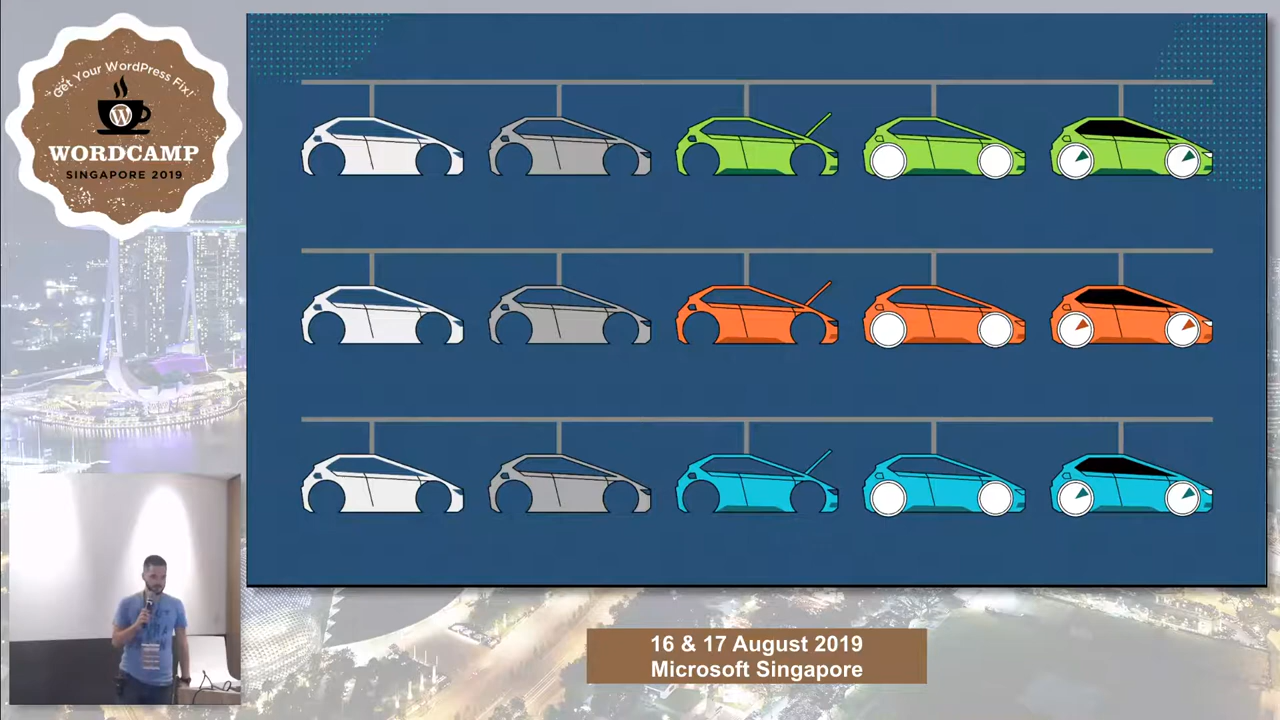 Get Your WordPress Fix!
WORDCAMP
SINGAPORE 2019
16 & 17 August 2019
Microsoft Singapore